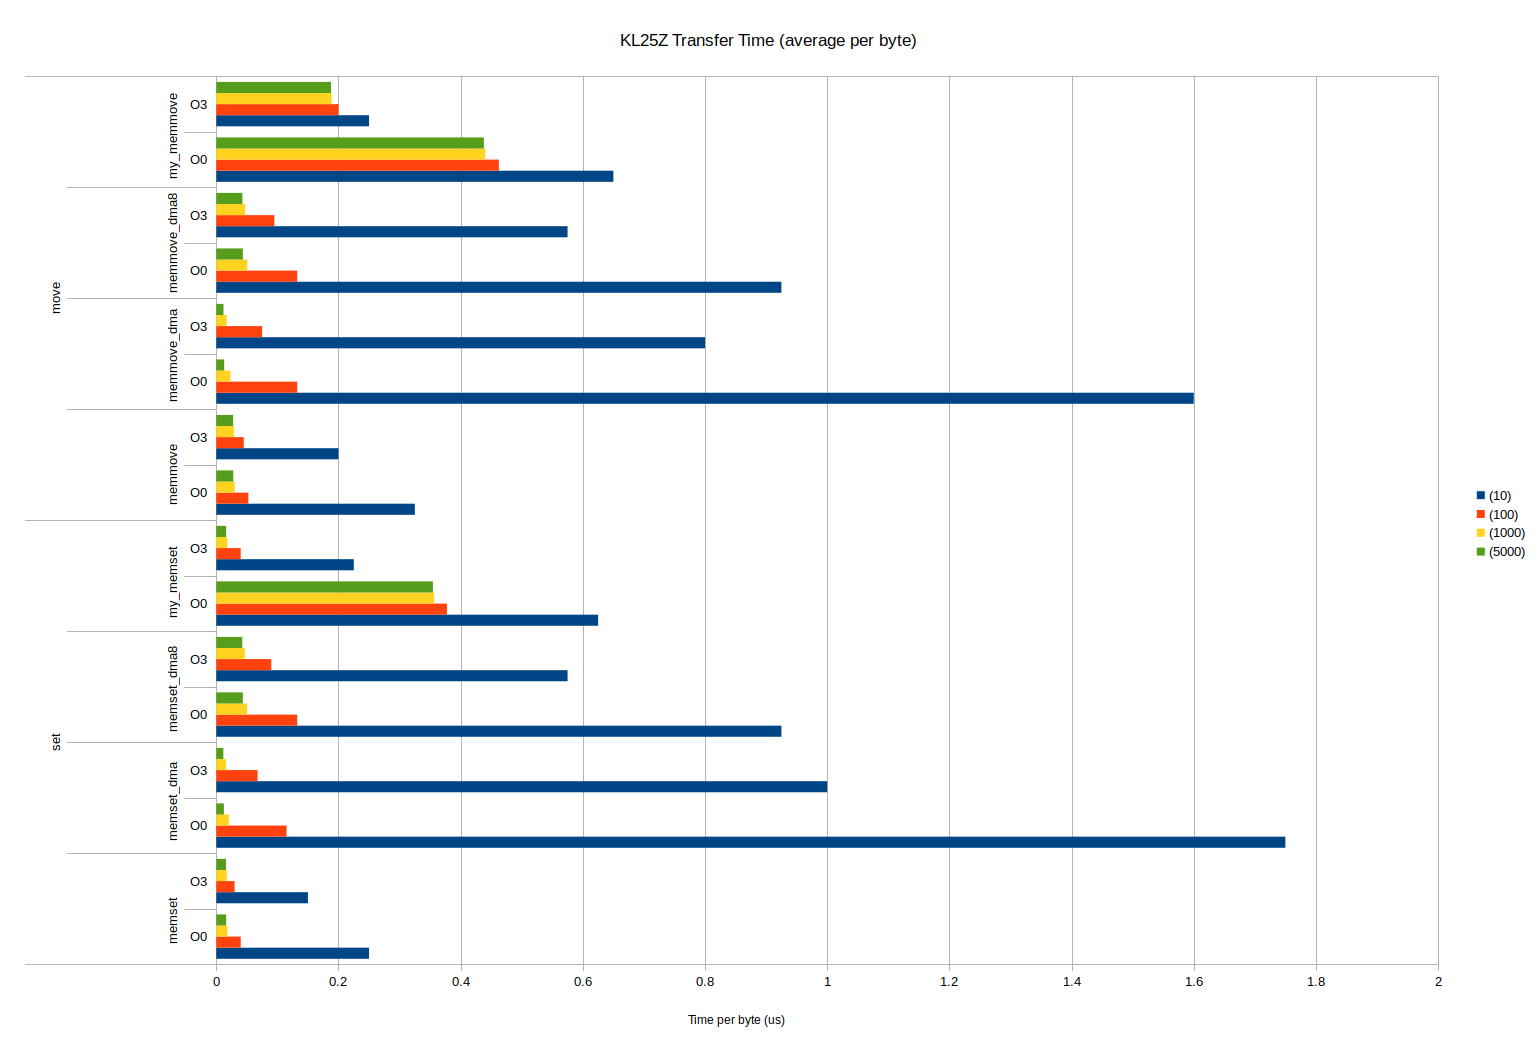 KL25Z Transfer Time (average per byte)
move
my_memmove
O3
O0
memmove_dma8
O3
O0
memmove_dma
O3
O0
memmove
O3
O0
set
my_memset
O3
O0
memset_dma8
O3
O0
memset_dma
O3
O0
memset
O3
O0
0 0.2 0.4 0.6 0.8 1 1.2 1.4 1.6 1.8 2
Time per byte (us)
(10)
(100)
(1000)
(5000)